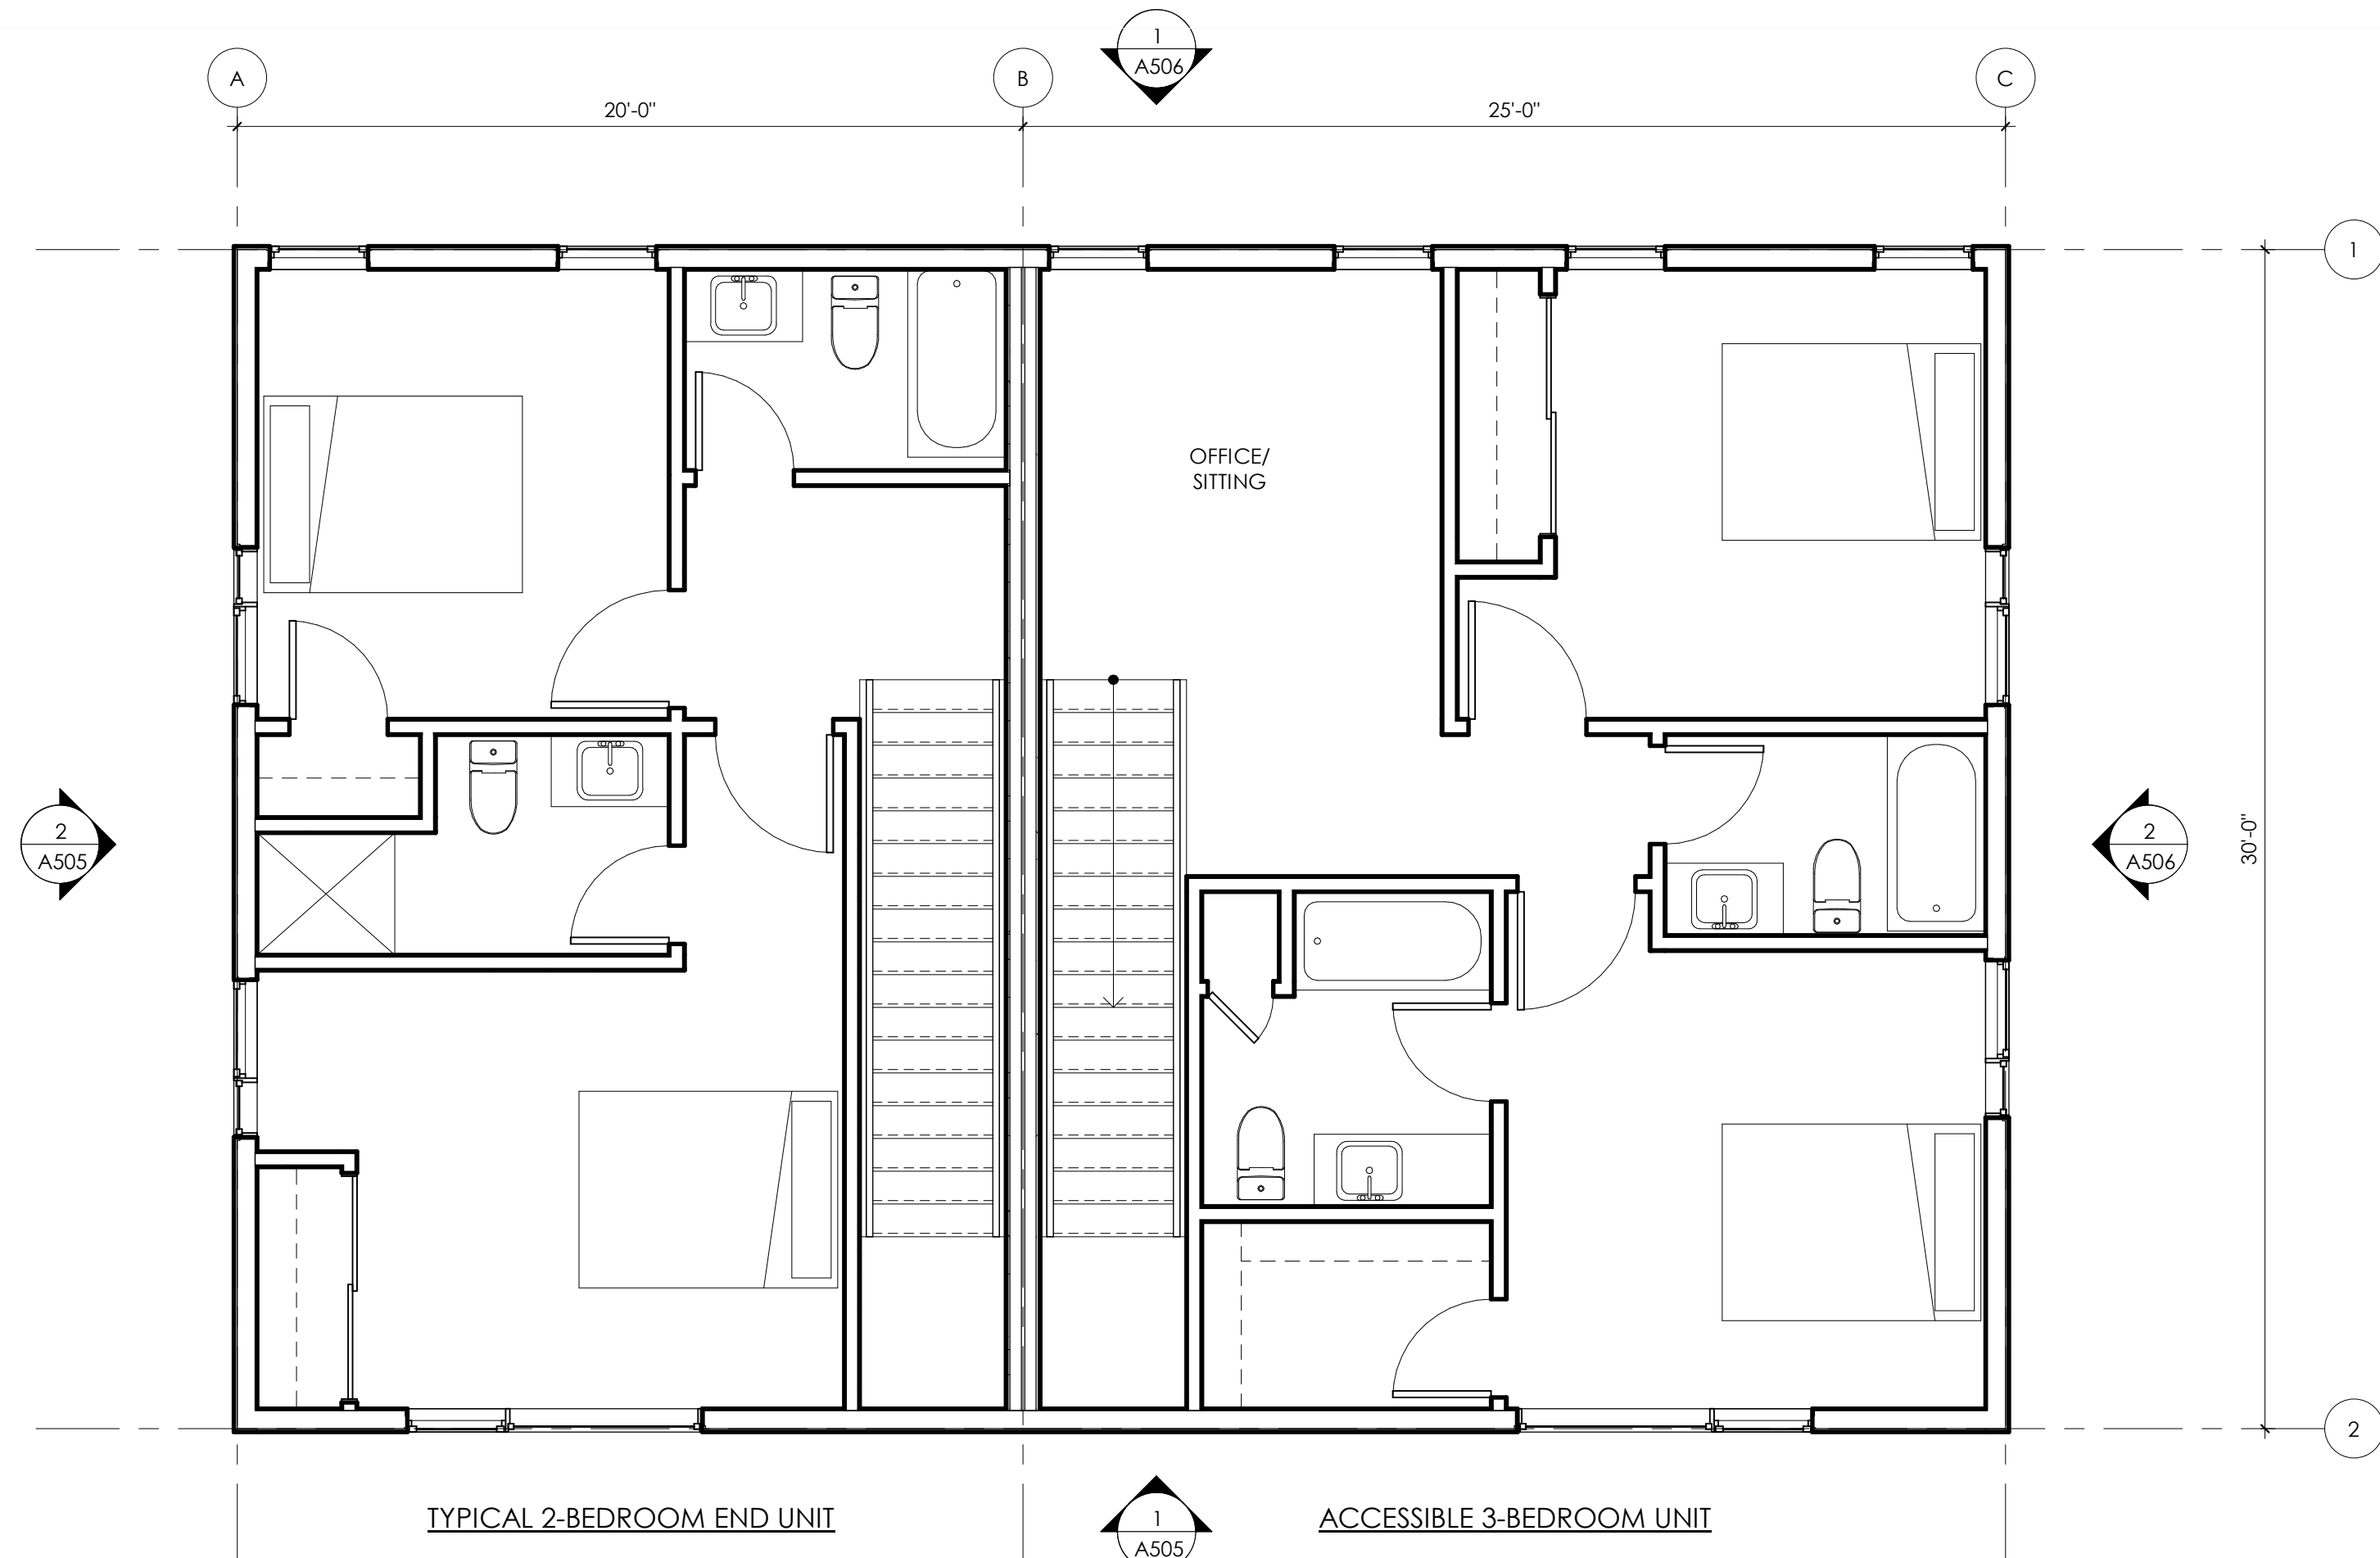 1
A506
A
B
C
20'-0"
25'-0"
1
OFFICE/
SITTING
2
A505
2
A506
30'-0"
2
TYPICAL 2-BEDROOM END UNIT
1
A505
ACCESSIBLE 3-BEDROOM UNIT